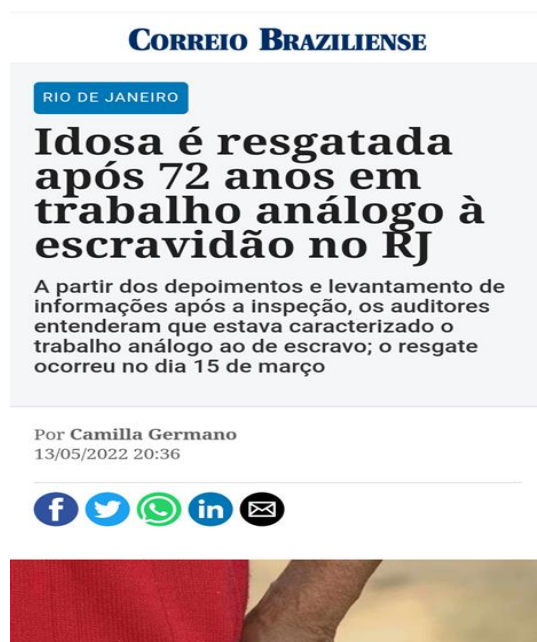 CORREIO BRAZILIENSE
RIO DE JANEIRO
Idosa é resgatada
após 72 anos em
trabalho análogo à
escravidão no RJ
A partir dos depoimentos e levantamento de
informações após a inspeção, os auditores
entenderam que estava caracterizado o
trabalho análogo ao de escravo; o resgate
ocorreu no dia 15 de março
Por Camilla Germano
13/05/2022 20:36